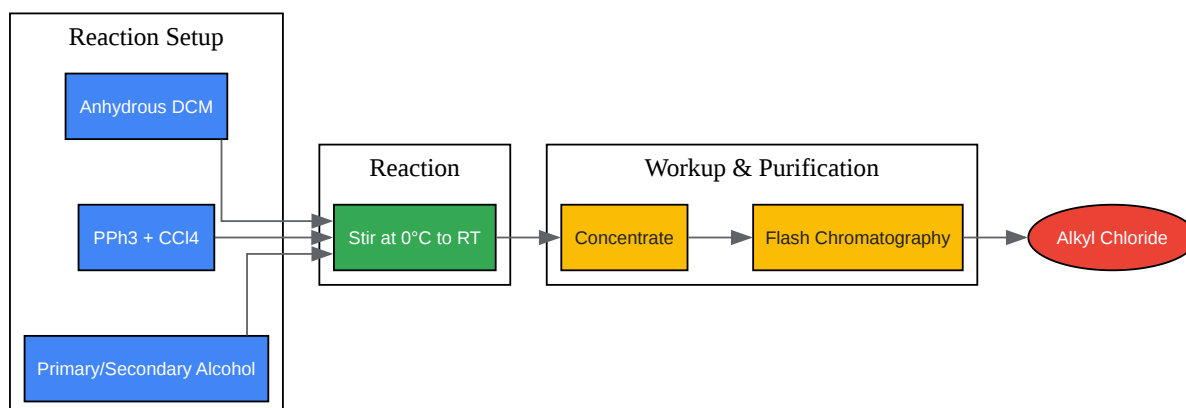 Reaction Setup
Anhydrous DCM
PPh3 + CCl4
Primary/Secondary Alcohol
Reaction
Stir at 0°C to RT
Workup & Purification
Concentrate
Flash Chromatography
Alkyl Chloride